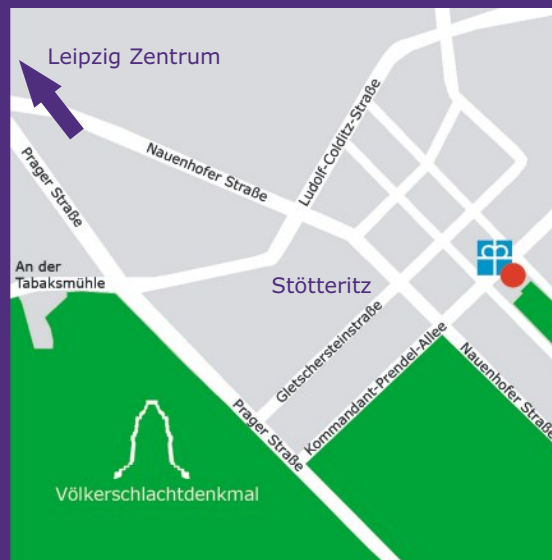 Leipzig Zentrum
Nauenhofer Straße
Prager Straße
Ludolf-Colditz-Straße
An der
Tabaksmühle
Stötteritz
Gletschersteinstraße
Kommandant-Prendel-Allee
Nauenhofer Straße
Prager Straße
Völkerschlachtdenkmal